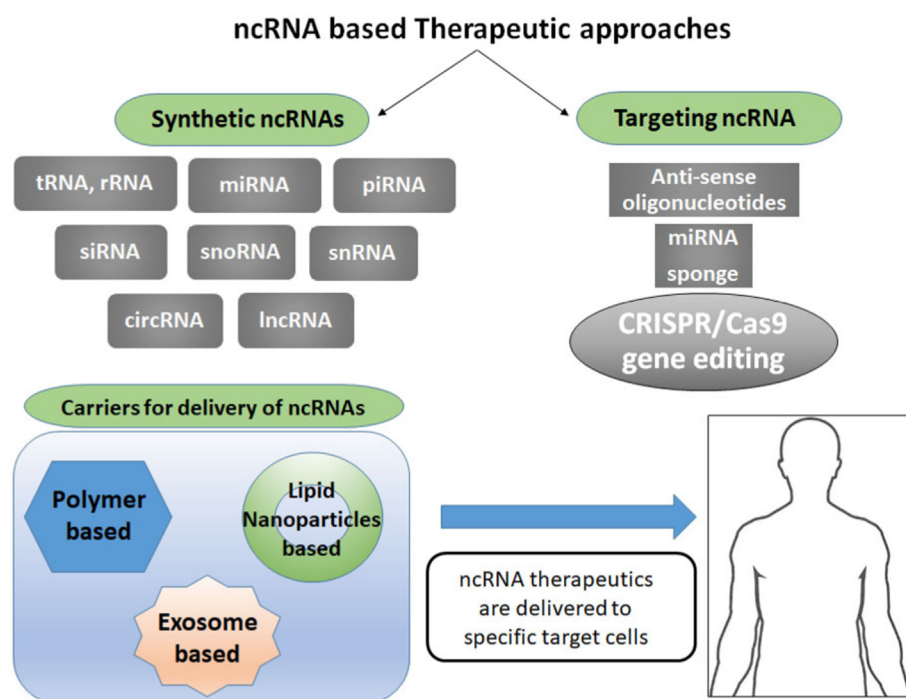 ncRNA based Therapeutic approaches
Synthetic ncRNAs
Targeting ncRNA
tRNA, rRNA
miRNA
piRNA
siRNA
snoRNA
snRNA
circRNA
lncRNA
Anti-sense
oligonucleotides
miRNA
sponge
CRISPR/Cas9
gene editing
Carriers for delivery of ncRNAs
Polymer
based
Lipid
Nanoparticles
based
Exosome
based
ncRNA therapeutics
are delivered to
specific target cells